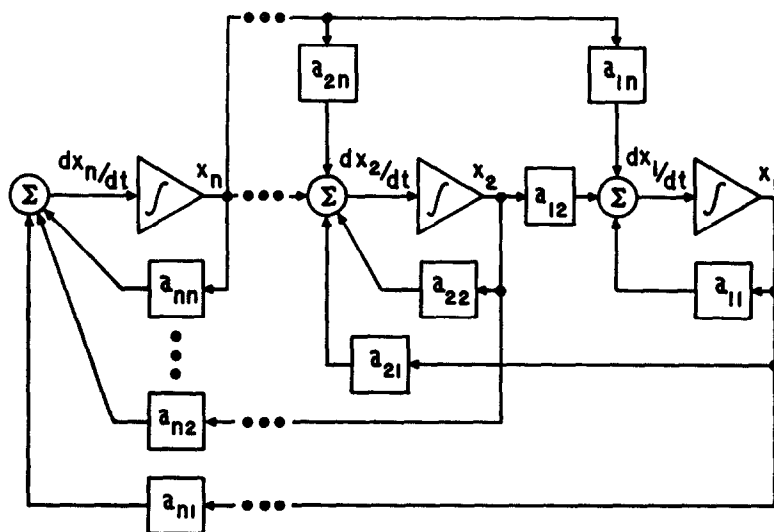 a2n
a1n
dxn/dt
xn
dx2/dt
x2
dx1/dt
x1
Σ
∫
Σ
∫
a12
Σ
∫
ann
a22
a11
a21
an2
an1